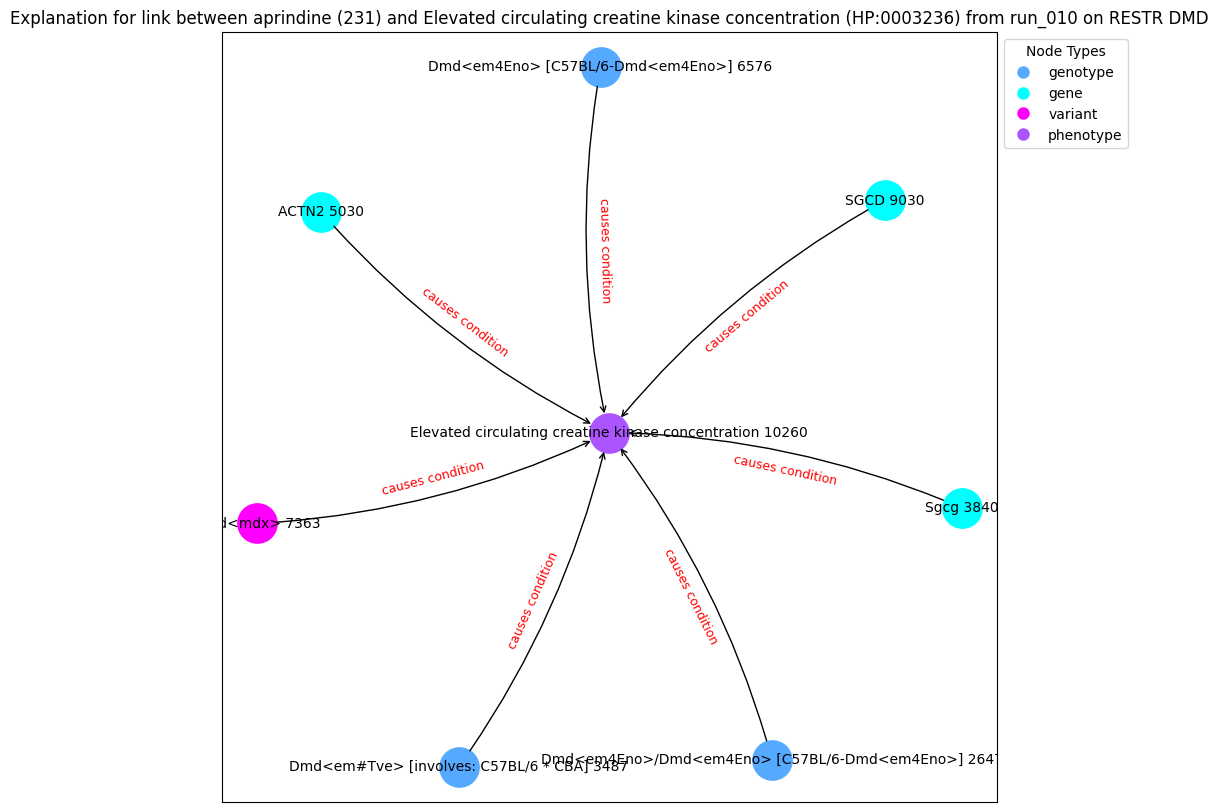 Explanation for link between aprindine (231) and Elevated circulating creatine kinase concentration (HP:0003236) from run_010 on RESTR DMD
Node Types
genotype
gene
variant
phenotype
Dmd<em4Eno> [C57BL/6-Dmd<em4Eno>] 6576
SGCD 9030
ACTN2 5030
causes condition
causes condition
causes condition
Elevated circulating creatine kinase concentration 10260
causes condition
causes condition
Sgcg 3840
d<mdx> 7363
causes condition
causes condition
Dmd<em4Eno>/Dmd<em4Eno> [C57BL/6-Dmd<em4Eno>] 2647
Dmd<em#Tve> [involves: C57BL/6 * CBA] 3487